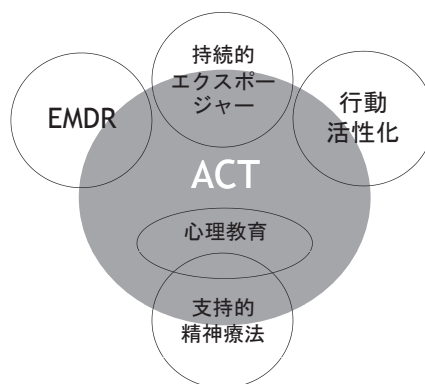 持続的
エクスポー
ジャー
EMDR
行動
活性化
ACT
心理教育
支持的
精神療法